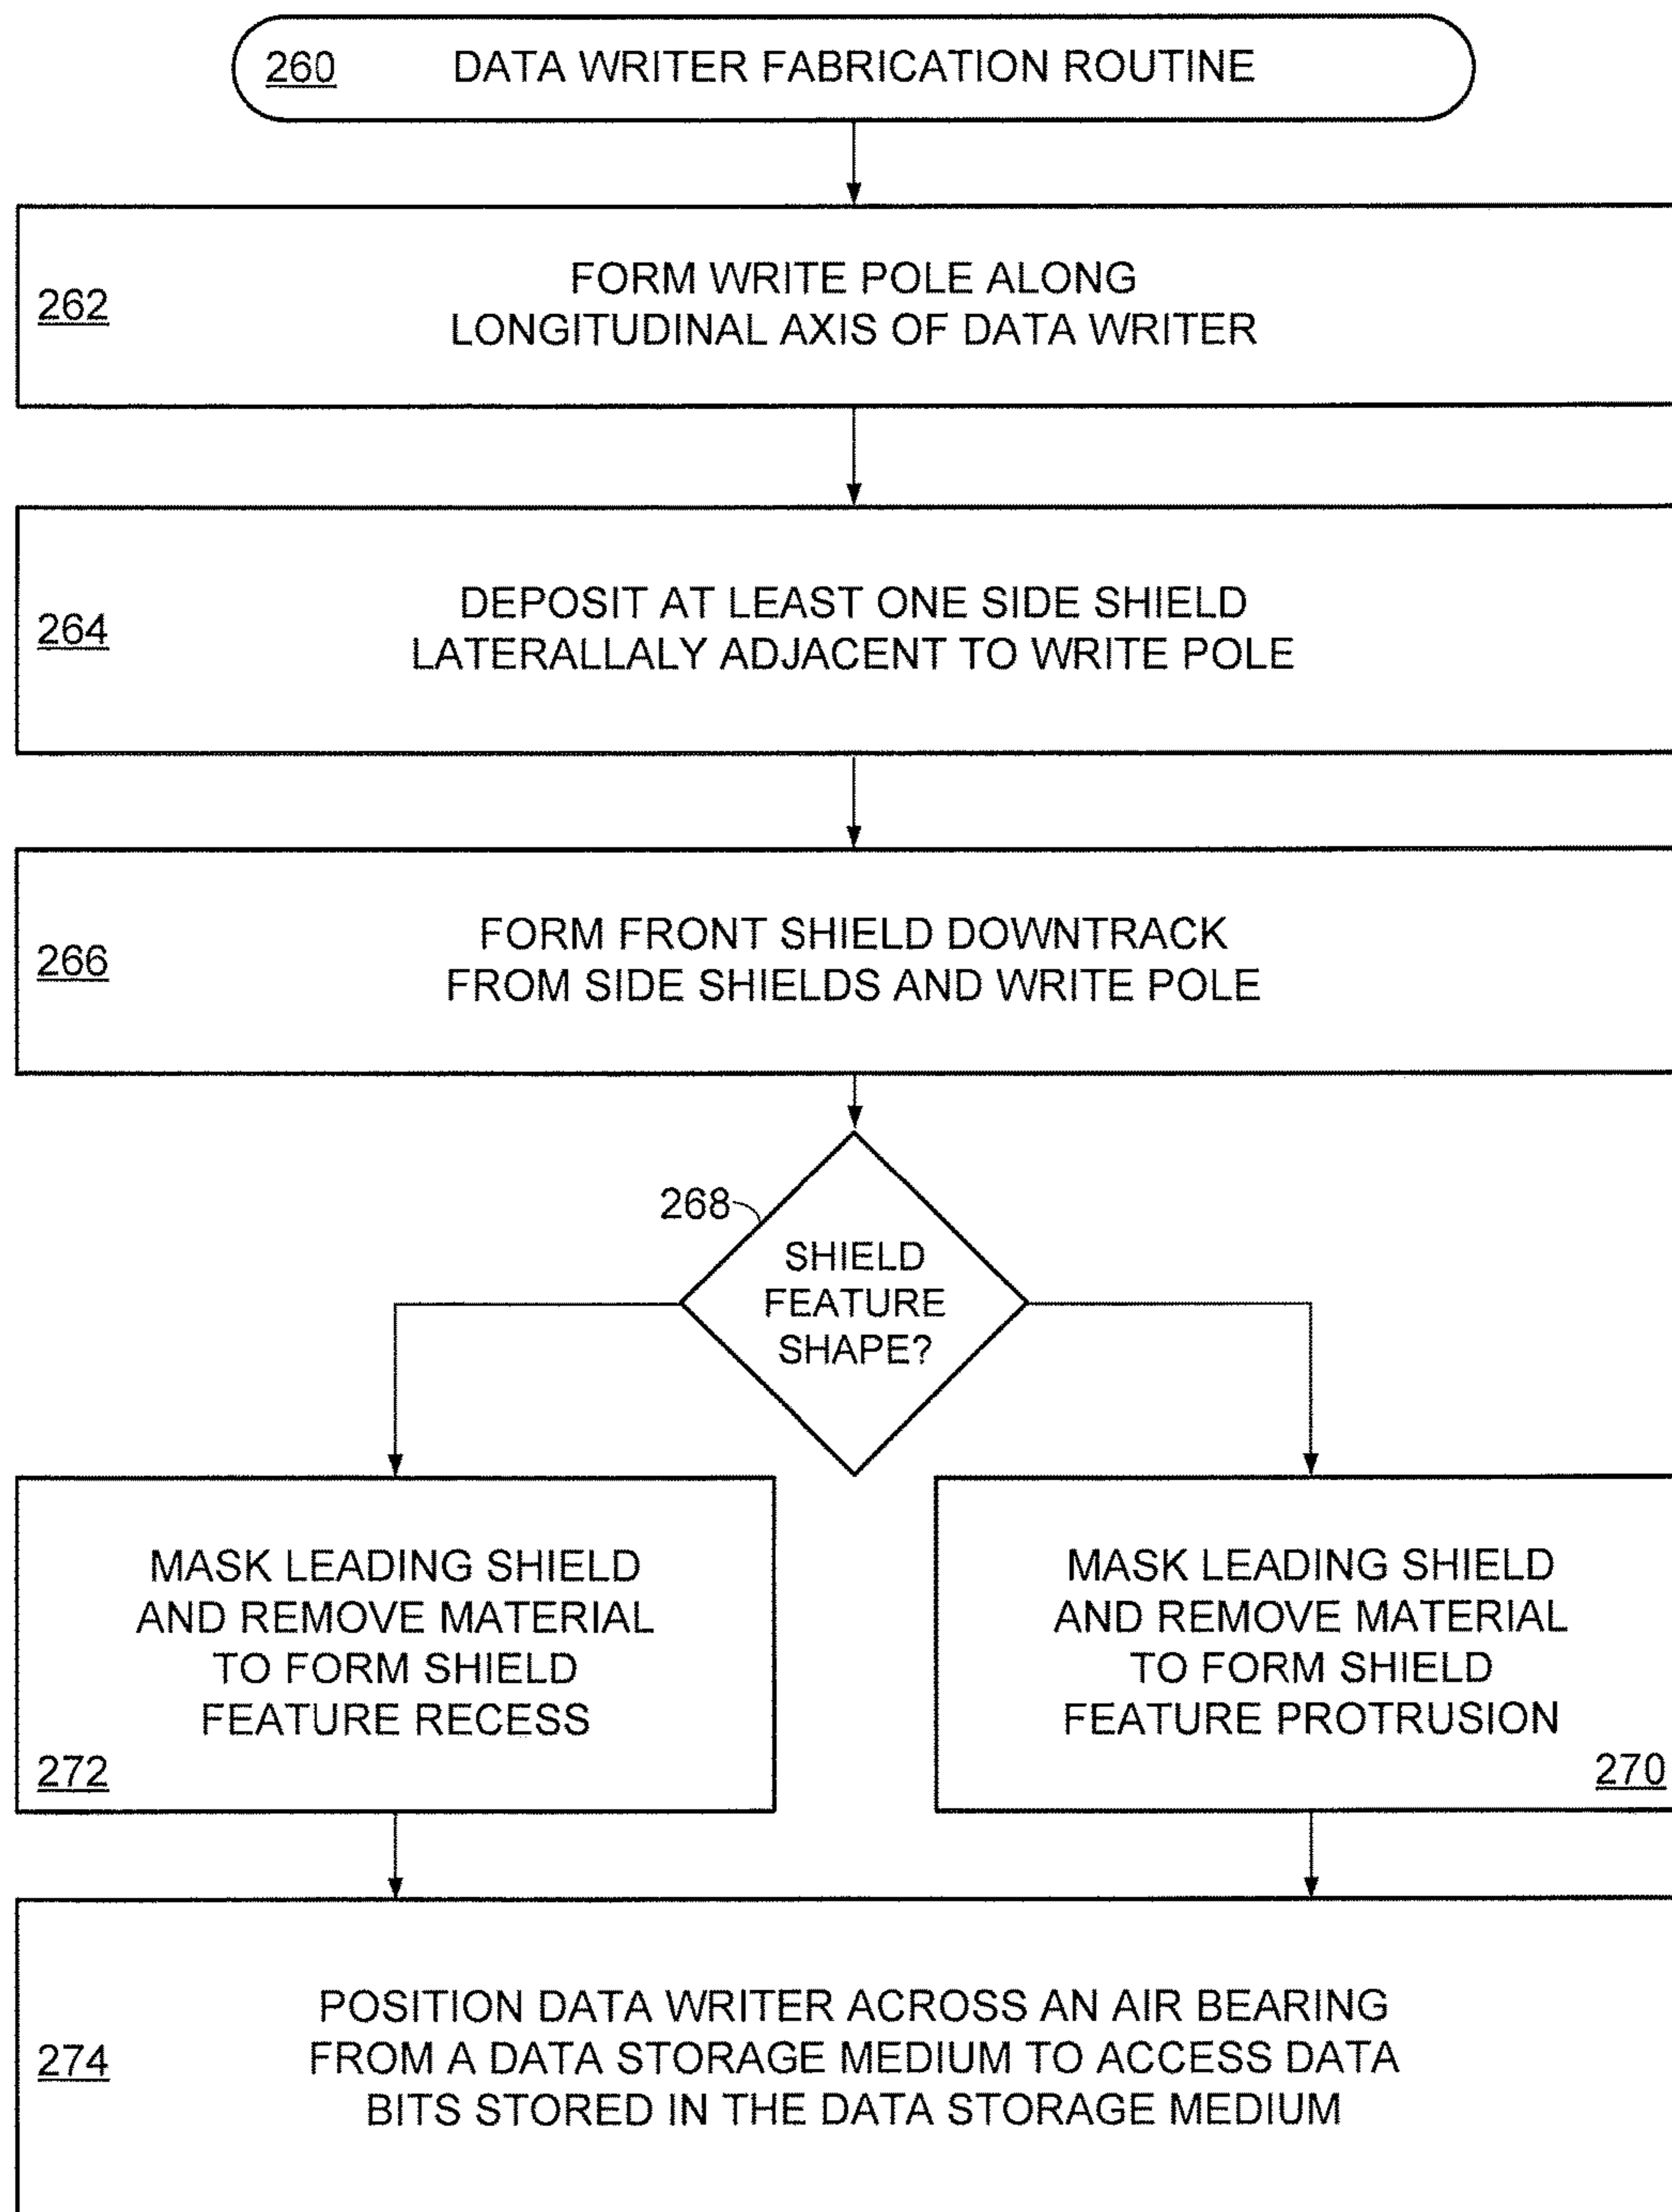 260 DATA WRITER FABRICATION ROUTINE
FORM WRITE POLE ALONG
262
LONGITUDINAL AXIS OF DATA WRITER
DEPOSIT AT LEAST ONE SIDE SHIELD
264
LATERALLALY ADJACENT TO WRITE POLE
FORM FRONT SHIELD DOWNTRACK
266
FROM SIDE SHIELDS AND WRITE POLE
268
SHIELD
FEATURE
SHAPE?
MASK LEADING SHIELD
AND REMOVE MATERIAL
TO FORM SHIELD
FEATURE RECESS
272
MASK LEADING SHIELD
AND REMOVE MATERIAL
TO FORM SHIELD
FEATURE PROTRUSION
270
POSITION DATA WRITER ACROSS AN AIR BEARING
274 FROM A DATA STORAGE MEDIUM TO ACCESS DATA
BITS STORED IN THE DATA STORAGE MEDIUM